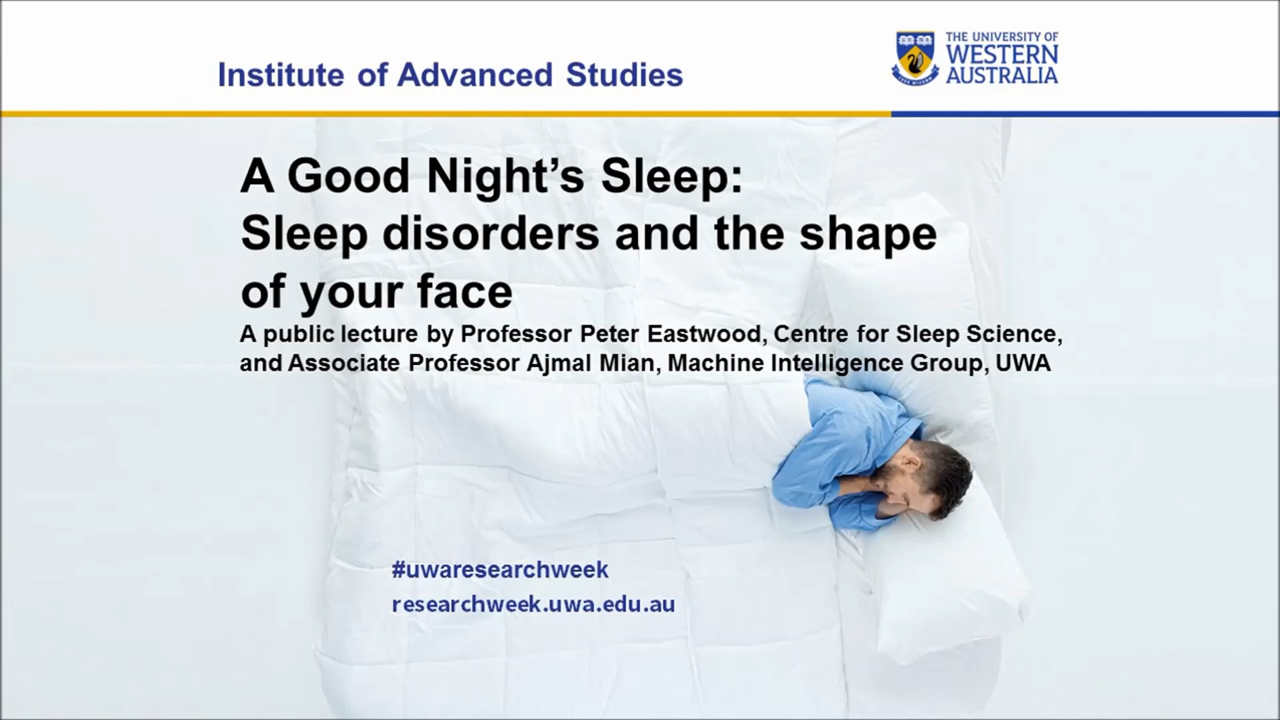 Institute of Advanced Studies
THE UNIVERSITY OF
WESTERN
AUSTRALIA
A Good Night’s Sleep:
Sleep disorders and the shape
of your face
A public lecture by Professor Peter Eastwood, Centre for Sleep Science,
and Associate Professor Ajmal Mian, Machine Intelligence Group, UWA
#uwaresearchweek
researchweek.uwa.edu.au